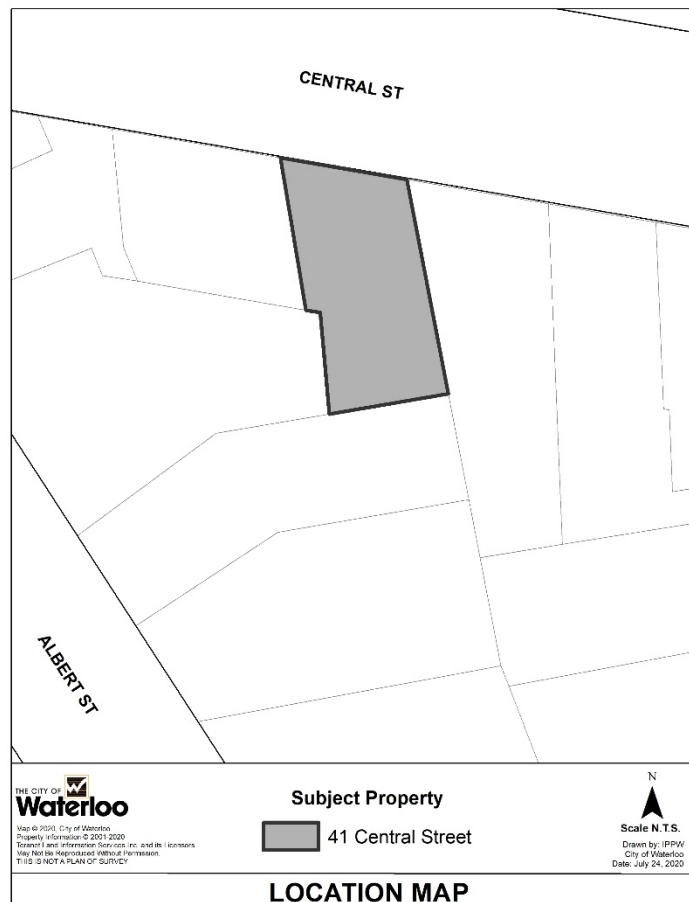 CENTRAL ST
ALBERT ST
THE CITY OF
Waterloo
Map © 2020, City of Waterloo
Property Information © 2001-2020
Teranet Land Information Services Inc. and its Licensors
May Not Be Reproduced Without Permission.
THIS IS NOT A PLAN OF SURVEY
Subject Property
41 Central Street
N
Scale N.T.S.
Drawn by: IPPW
City of Waterloo
Date: July 24, 2020
LOCATION MAP